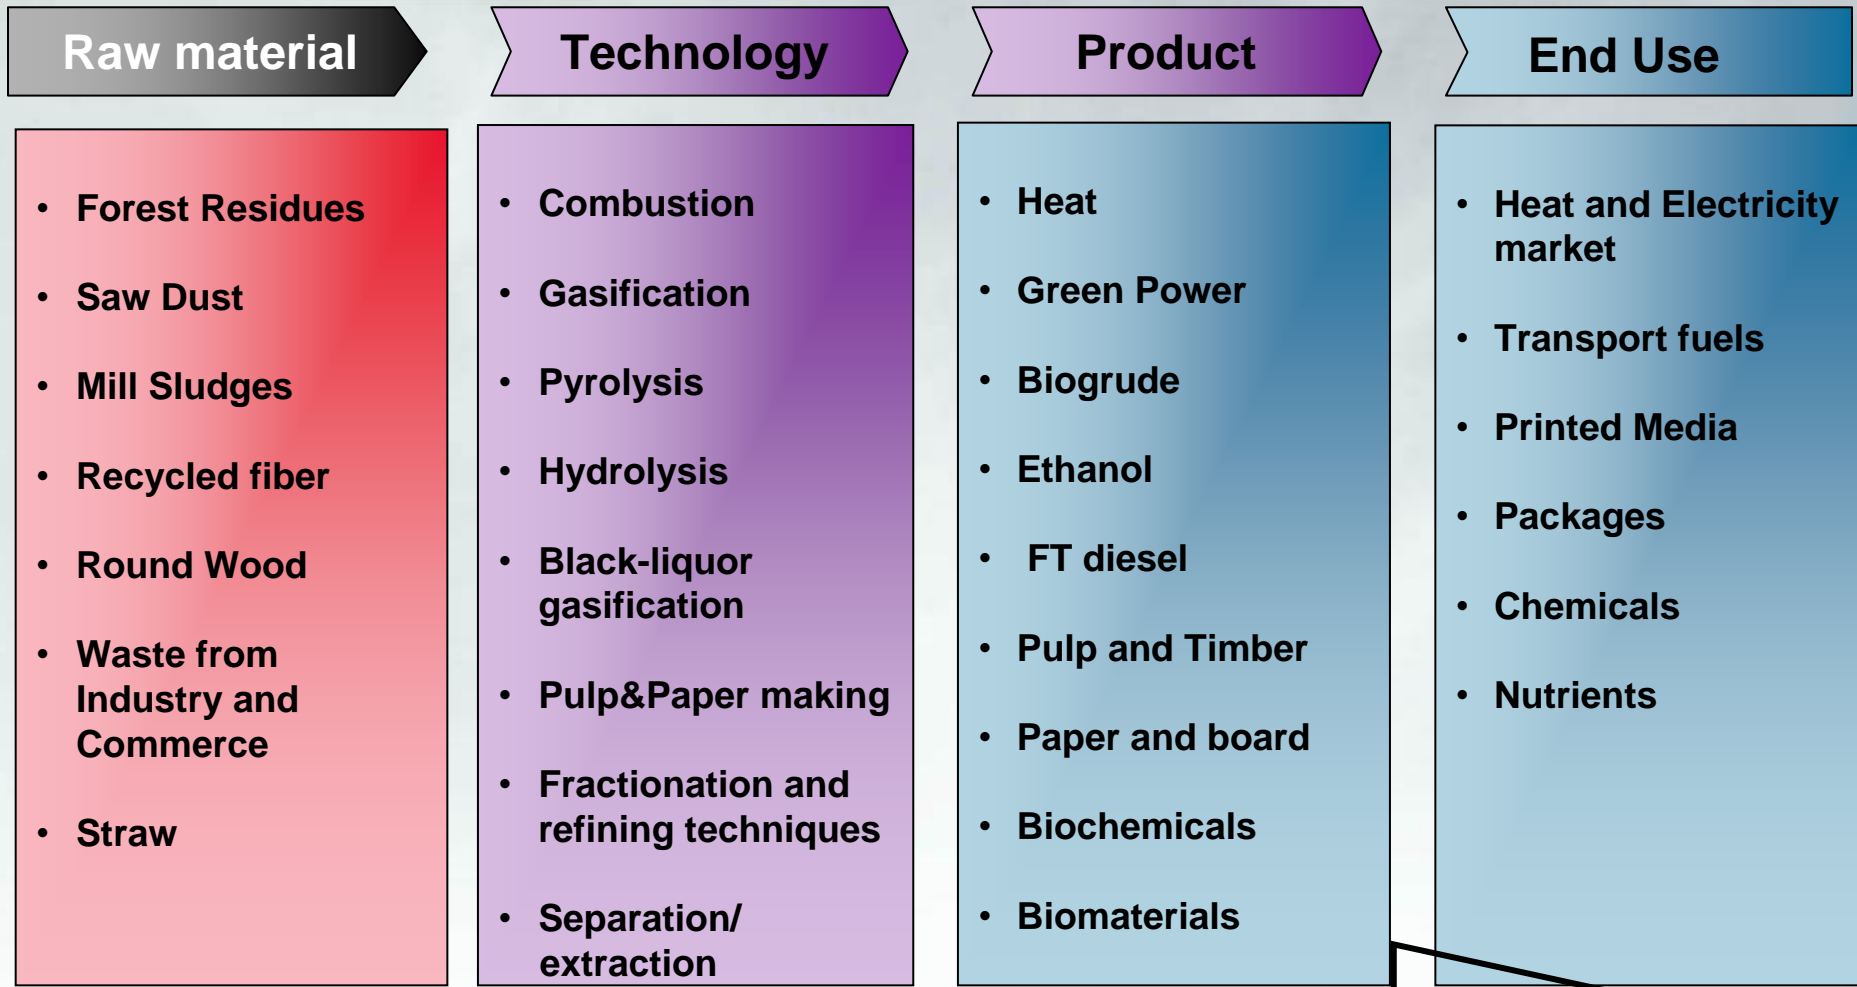 Raw material
Technology
Product
End Use
• Forest Residues
• Saw Dust
• Mill Sludges
• Recycled fiber
• Round Wood
• Waste from
Industry and
Commerce
• Straw
• Combustion
• Gasification
• Pyrolysis
• Hydrolysis
• Black-liquor
gasification
• Pulp&Paper making
• Fractionation and
refining techniques
• Separation/
extraction
• Heat
• Green Power
• Biogrude
• Ethanol
• FT diesel
• Pulp and Timber
• Paper and board
• Biochemicals
• Biomaterials
• Heat and Electricity
market
• Transport fuels
• Printed Media
• Packages
• Chemicals
• Nutrients